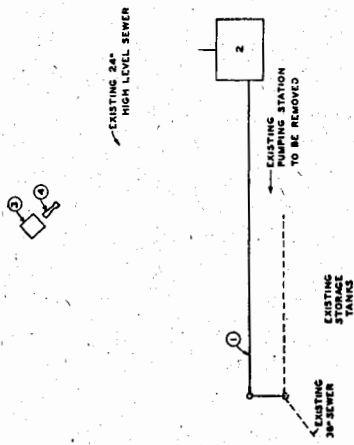 EXISTING 24"
HIGH LEVEL SEWER
2
EXISTING
PUMPING STATION
TO BE REMOVED
3
4
1
EXISTING
STORAGE
TANKS
EXISTING
36" SEWER